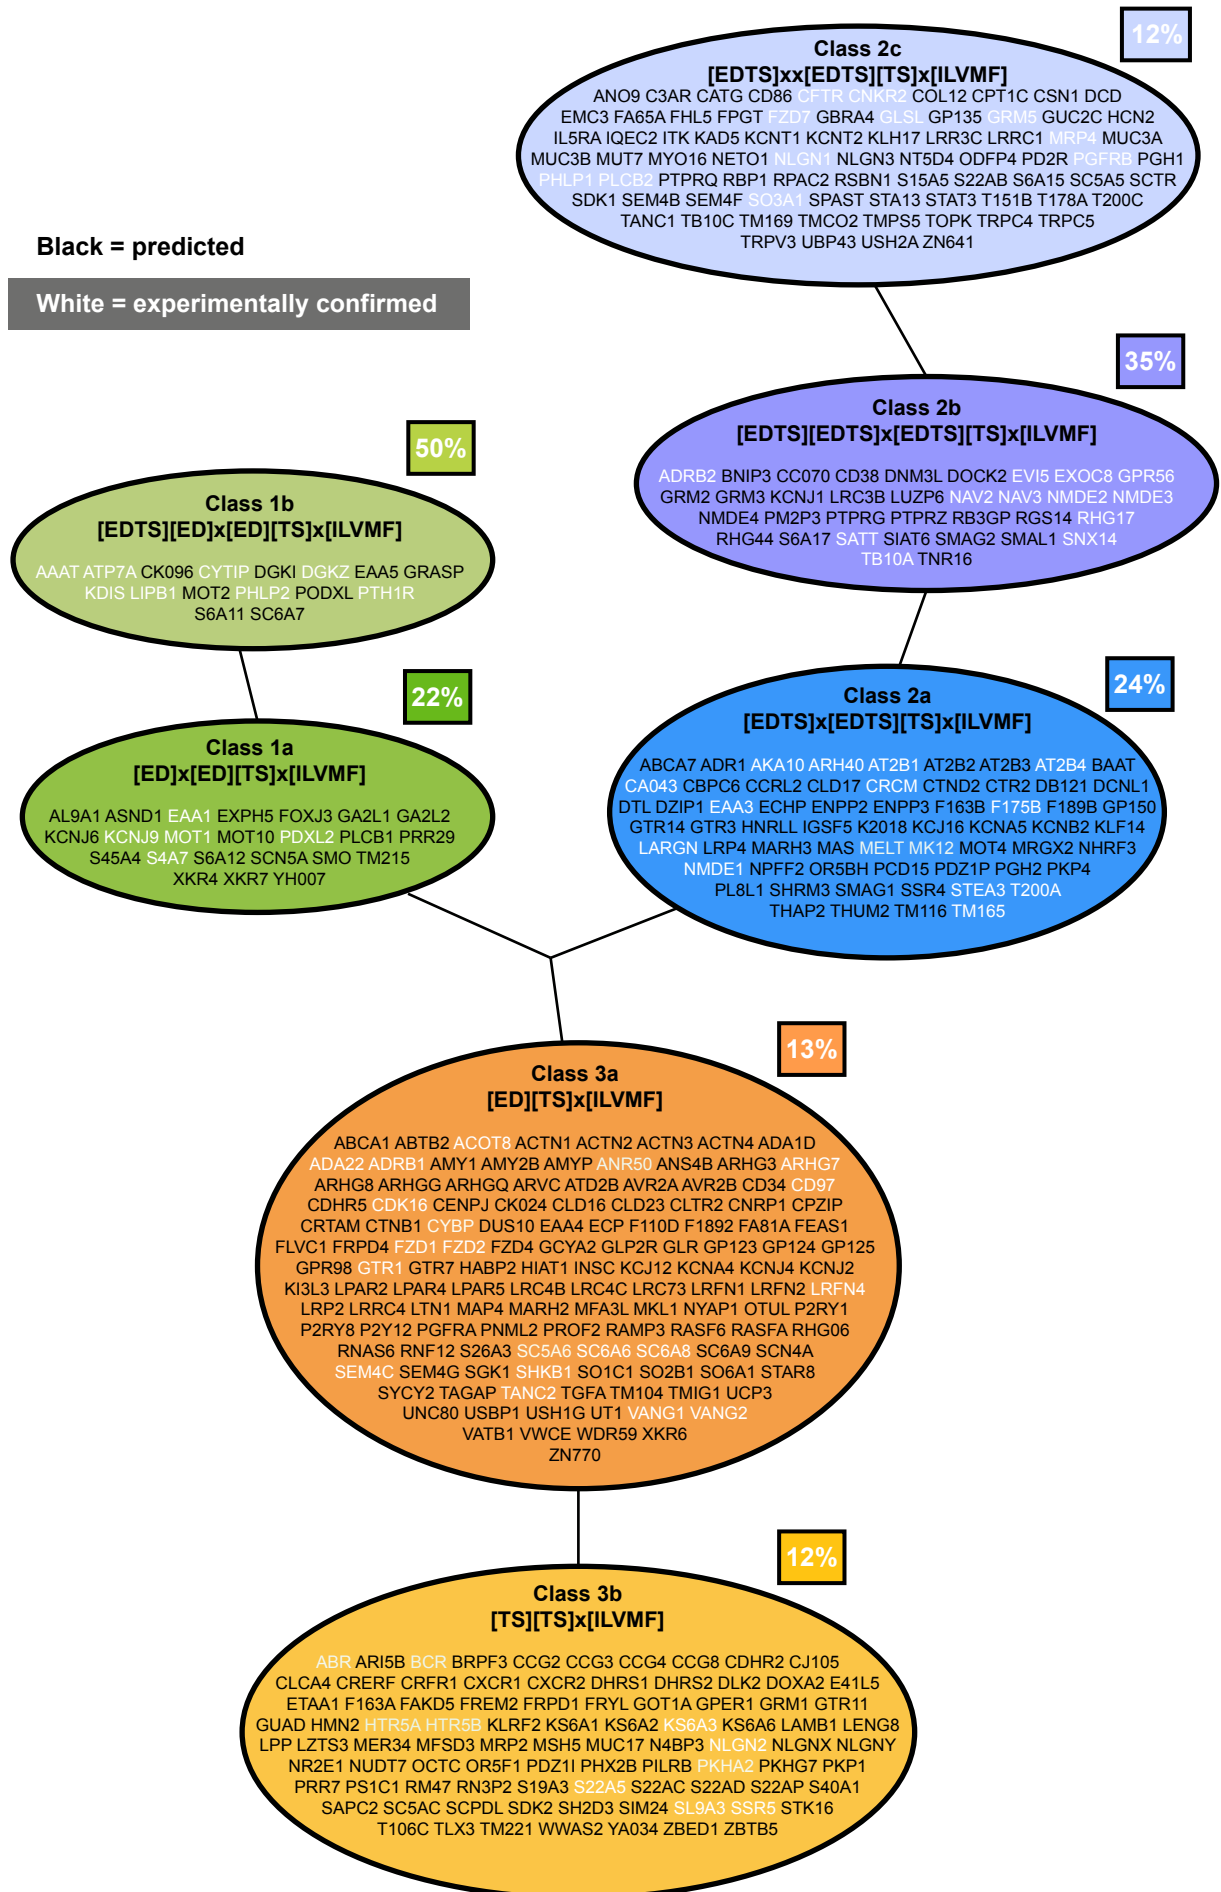 12%
Class 2c
[EDTS]xx[EDTS][TS]x[ILVMF]
ANO9 C3AR CATG CD86 CFTR CNKR2 COL12 CPT1C CSN1 DCD
EMC3 FA65A FHL5 FPGT FZD7 GBRA4 GLSL GP135 GRM5 GUC2C HCN2
IL5RA IQEC2 ITK KAD5 KCNT1 KCNT2 KLH17 LRR3C LRRC1 MRP4 MUC3A
MUC3B MUT7 MYO16 NETO1 NLGN1 NLGN3 NT5D4 ODFP4 PD2R PGFRB PGH1
PHLP1 PLCB2 PTPRQ RBP1 RPAC2 RSBN1 S15A5 S22AB S6A15 SC5A5 SCTR
SDK1 SEM4B SEM4F SO3A1 SPAST STA13 STAT3 T151B T178A T200C
TANC1 TB10C TM169 TMCO2 TMPS5 TOPK TRPC4 TRPC5
TRPV3 UBP43 USH2A ZN641
Black = predicted
White = experimentally confirmed
35%
Class 2b
[EDTS][EDTS]x[EDTS][TS]x[ILVMF]
ADRB2 BNIP3 CC070 CD38 DNM3L DOCK2 EVI5 EXOC8 GPR56
GRM2 GRM3 KCNJ1 LRC3B LUZP6 NAV2 NAV3 NMDE2 NMDE3
NMDE4 PM2P3 PTPRG PTPRZ RB3GP RGS14 RHG17
RHG44 S6A17 SATT SIAT6 SMAG2 SMAL1 SNX14
TB10A TNR16
50%
Class 1b
[EDTS][ED]x[ED][TS]x[ILVMF]
AAAT ATP7A CK096 CYTIP DGKI DGKZ EAA5 GRASP
KDIS LIPB1 MOT2 PHLP2 PODXL PTH1R
S6A11 SC6A7
22%
Class 1a
[ED]x[ED][TS]x[ILVMF]
AL9A1 ASND1 EAA1 EXPH5 FOXJ3 GA2L1 GA2L2
KCNJ6 KCNJ9 MOT1 MOT10 PDXL2 PLCB1 PRR29
S45A4 S4A7 S6A12 SCN5A SMO TM215
XKR4 XKR7 YH007
24%
Class 2a
[EDTS]x[EDTS][TS]x[ILVMF]
ABCA7 ADR1 AKA10 ARH40 AT2B1 AT2B2 AT2B3 AT2B4 BAAT
CA043 CBPC6 CCRL2 CLD17 CRCM CTND2 CTR2 DB121 DCNL1
DTL DZIP1 EAA3 ECHP ENPP2 ENPP3 F163B F175B F189B GP150
GTR14 GTR3 HNRLL IGSF5 K2018 KCJ16 KCNA5 KCNB2 KLF14
LARGN LRP4 MARH3 MAS MELT MK12 MOT4 MRGX2 NHRF3
NMDE1 NPFF2 OR5BH PCD15 PDZ1P PGH2 PKP4
PL8L1 SHRM3 SMAG1 SSR4 STEA3 T200A
THAP2 THUM2 TM116 TM165
13%
Class 3a
[ED][TS]x[ILVMF]
ABCA1 ABTB2 ACOT8 ACTN1 ACTN2 ACTN3 ACTN4 ADA1D
ADA22 ADRB1 AMY1 AMY2B AMYP ANR50 ANS4B ARHG3 ARHG7
ARHG8 ARHGG ARHGQ ARVC ATD2B AVR2A AVR2B CD34 CD97
CDHR5 CDK16 CENPJ CK024 CLD16 CLD23 CLTR2 CNRP1 CPZIP
CRTAM CTNB1 CYBP DUS10 EAA4 ECP F110D F1892 FA81A FEAS1
FLVC1 FRPD4 FZD1 FZD2 FZD4 GCYA2 GLP2R GLR GP123 GP124 GP125
GPR98 GTR1 GTR7 HABP2 HIAT1 INSC KCJ12 KCNA4 KCNJ4 KCNJ2
KI3L3 LPAR2 LPAR4 LPAR5 LRC4B LRC4C LRC73 LRFN1 LRFN2 LRFN4
LRP2 LRRC4 LTN1 MAP4 MARH2 MFA3L MKL1 NYAP1 OTUL P2RY1
P2RY8 P2Y12 PGFRA PNML2 PROF2 RAMP3 RASF6 RASFA RHG06
RNAS6 RNF12 S26A3 SC5A6 SC6A6 SC6A8 SC6A9 SCN4A
SEM4C SEM4G SGK1 SHKB1 SO1C1 SO2B1 SO6A1 STAR8
SYCY2 TAGAP TANC2 TGFA TM104 TMIG1 UCP3
UNC80 USBP1 USH1G UT1 VANG1 VANG2
VATB1 VWCE WDR59 XKR6
ZN770
12%
Class 3b
[TS][TS]x[ILVMF]
ABR ARI5B BCR BRPF3 CCG2 CCG3 CCG4 CCG8 CDHR2 CJ105
CLCA4 CRERF CRFR1 CXCR1 CXCR2 DHRS1 DHRS2 DLK2 DOXA2 E41L5
ETAA1 F163A FAKD5 FREM2 FRPD1 FRYL GOT1A GPER1 GRM1 GTR11
GUAD HMN2 HTR5A HTR5B KLRF2 KS6A1 KS6A2 KS6A3 KS6A6 LAMB1 LENG8
LPP LZTS3 MER34 MFSD3 MRP2 MSH5 MUC17 N4BP3 NLGN2 NLGNX NLGNY
NR2E1 NUDT7 OCTC OR5F1 PDZ1I PHX2B PILRB PKHA2 PKHG7 PKP1
PRR7 PS1C1 RM47 RN3P2 S19A3 S22A5 S22AC S22AD S22AP S40A1
SAPC2 SC5AC SCPDL SDK2 SH2D3 SIM24 SL9A3 SSR5 STK16
T106C TLX3 TM221 WWAS2 YA034 ZBED1 ZBTB5